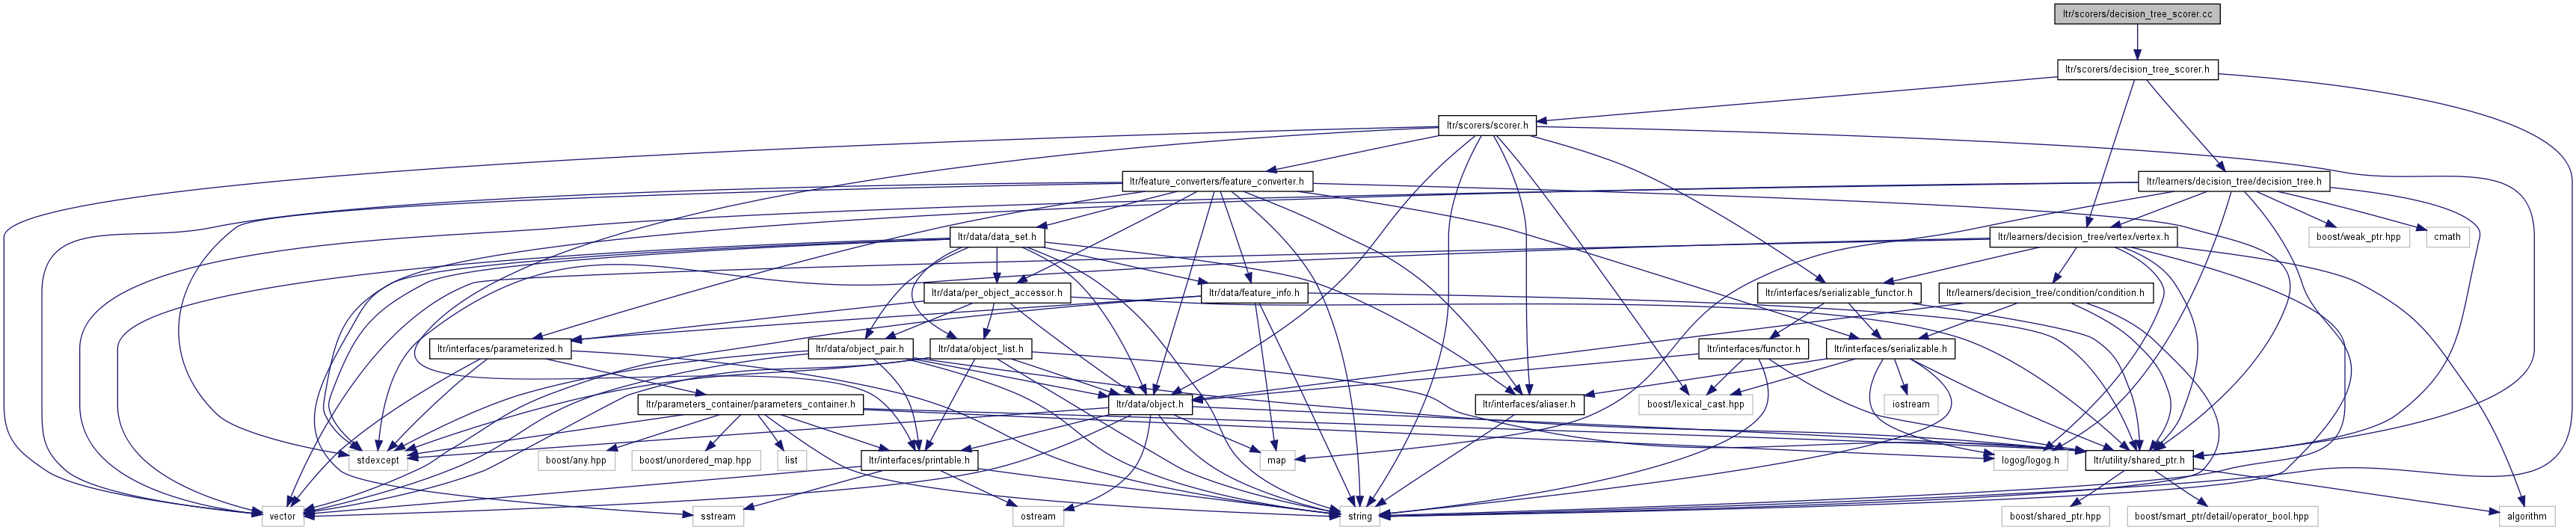 ltr/scorers/decision_tree_scorer.cc
ltr/scorers/decision_tree_scorer.h
ltr/scorers/scorer.h
ltr/feature_converters/feature_converter.h
ltr/learners/decision_tree/decision_tree.h
ltr/data/data_set.h
ltr/learners/decision_tree/vertex/vertex.h
boost/weak_ptr.hpp
cmath
ltr/data/per_object_accessor.h
ltr/data/feature_info.h
ltr/interfaces/serializable_functor.h
ltr/learners/decision_tree/condition/condition.h
ltr/interfaces/parameterized.h
ltr/data/object_pair.h
ltr/data/object_list.h
ltr/interfaces/functor.h
ltr/interfaces/serializable.h
ltr/parameters_container/parameters_container.h
ltr/data/object.h
ltr/interfaces/aliaser.h
boost/lexical_cast.hpp
iostream
stdexcept
boost/any.hpp
boost/unordered_map.hpp
list
ltr/interfaces/printable.h
map
logog/logog.h
ltr/utility/shared_ptr.h
vector
sstream
ostream
string
boost/shared_ptr.hpp
boost/smart_ptr/detail/operator_bool.hpp
algorithm